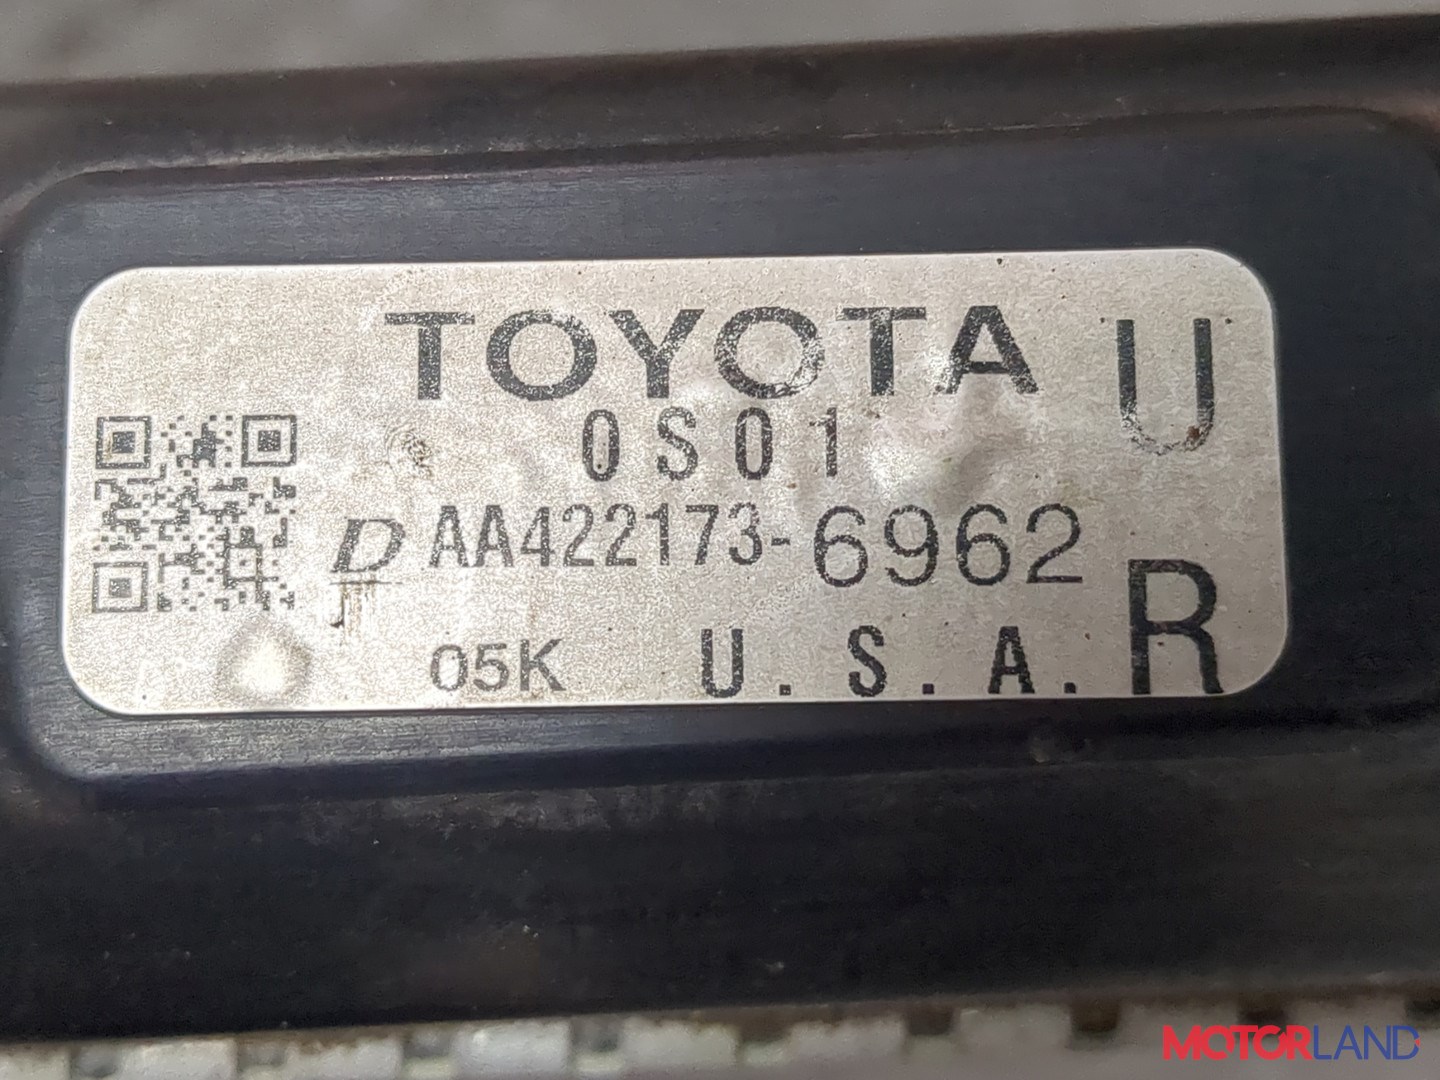 TOYOTA U
0S01
D AA422173-6962
05K U.S.A. R
MOTORLAND